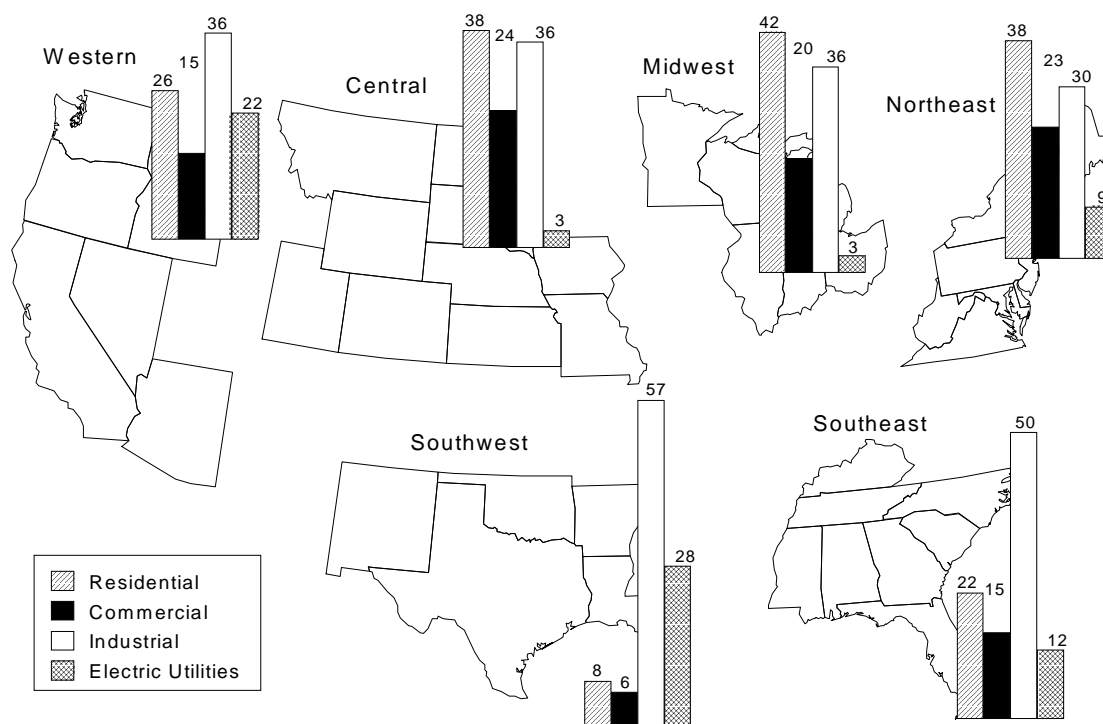 Western
26
15
36
22
Central
38
24
36
3
Midwest
42
20
36
3
Northeast
38
23
30
9
Southwest
8
6
57
28
Southeast
22
15
50
12
Residential
Commercial
Industrial
Electric Utilities